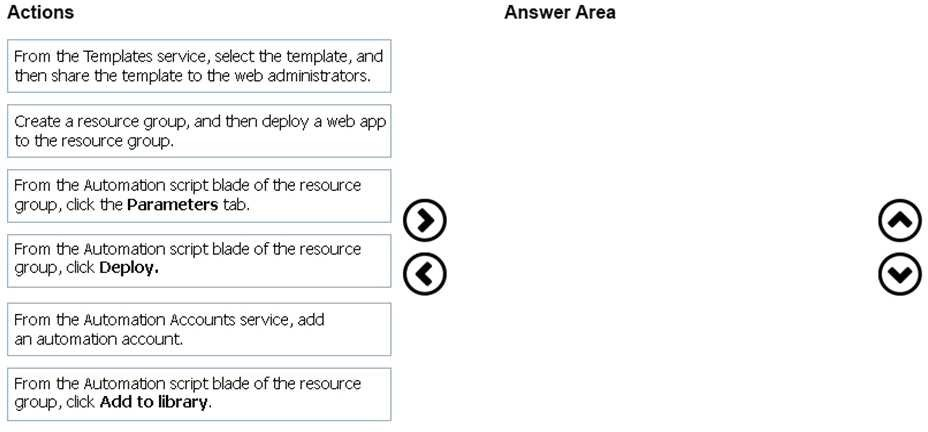 Actions
Answer Area
From the Templates service, select the template, and
then share the template to the web administrators.
Create a resource group, and then deploy a web app
to the resource group.
From the Automation script blade of the resource
group, click the Parameters tab.
From the Automation script blade of the resource
group, click Deploy.
From the Automation Accounts service, add
an automation account.
From the Automation script blade of the resource
group, click Add to library.